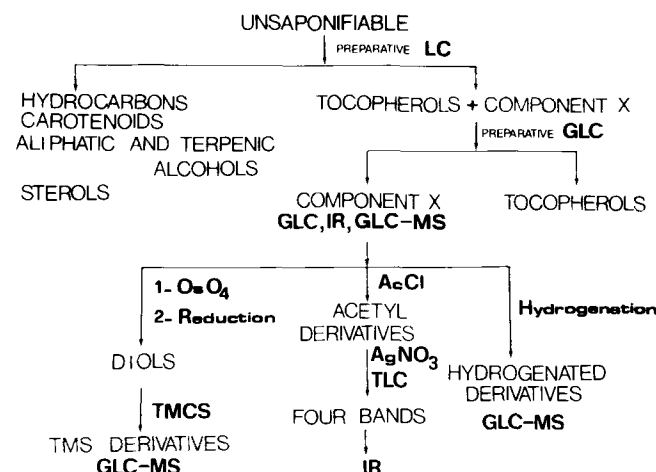 UNSAPONIFIABLE
PREPARATIVE LC
HYDROCARBONS
CAROTENOIDS
ALIPHATIC AND TERPENIC
ALCOHOLS
STEROLS
TOCOPHEROLS + COMPONENT X
PREPARATIVE GLC
COMPONENT X
GLC, IR, GLC-MS
TOCOPHEROLS
1- OsO4
2- Reduction
DIOLS
TMCS
TMS DERIVATIVES
GLC-MS
AcCl
ACETYL
DERIVATIVES
AgNO3
TLC
FOUR BANDS
IR
Hydrogenation
HYDROGENATED
DERIVATIVES
GLC-MS